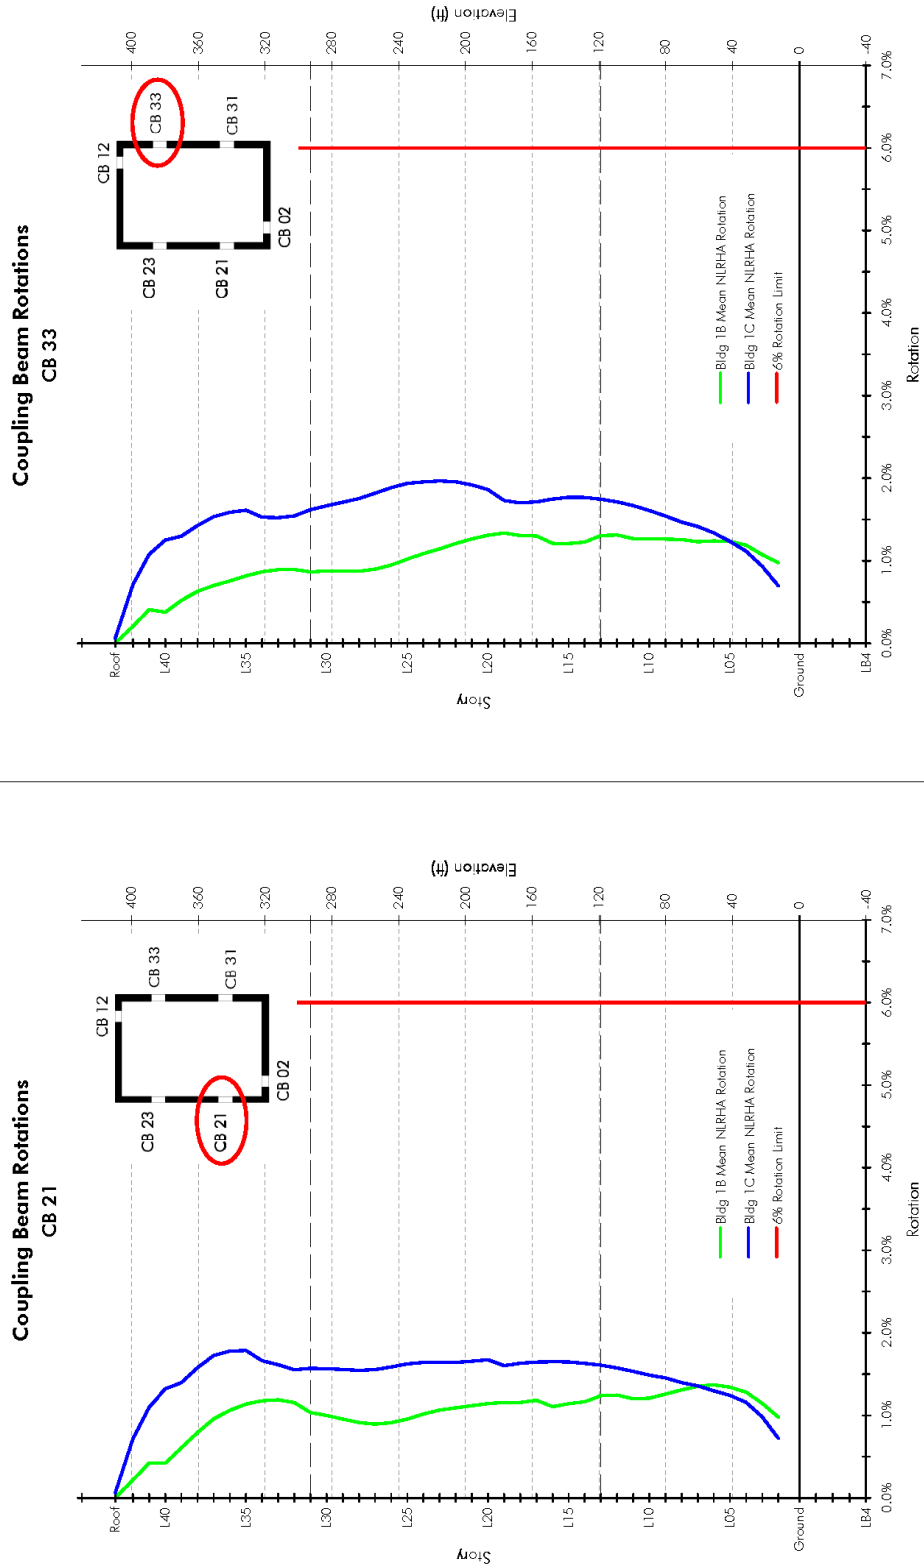 Coupling Beam Rotations
CB 21
CB 12
CB 23
CB 33
CB 21
CB 31
CB 02
Story
Roof
L40
L35
L30
L25
L20
L15
L10
L05
Ground
LB4
Elevation (ft)
400
360
320
280
240
200
160
120
80
40
0
-40
Bldg 1B Mean NLRHA Rotation
Bldg 1C Mean NLRHA Rotation
6% Rotation Limit
0.0%
1.0%
2.0%
3.0%
4.0%
5.0%
6.0%
7.0%
Rotation
Coupling Beam Rotations
CB 33
CB 12
CB 23
CB 33
CB 21
CB 31
CB 02
Story
Roof
L40
L35
L30
L25
L20
L15
L10
L05
Ground
LB4
Elevation (ft)
400
360
320
280
240
200
160
120
80
40
0
-40
Bldg 1B Mean NLRHA Rotation
Bldg 1C Mean NLRHA Rotation
6% Rotation Limit
0.0%
1.0%
2.0%
3.0%
4.0%
5.0%
6.0%
7.0%
Rotation